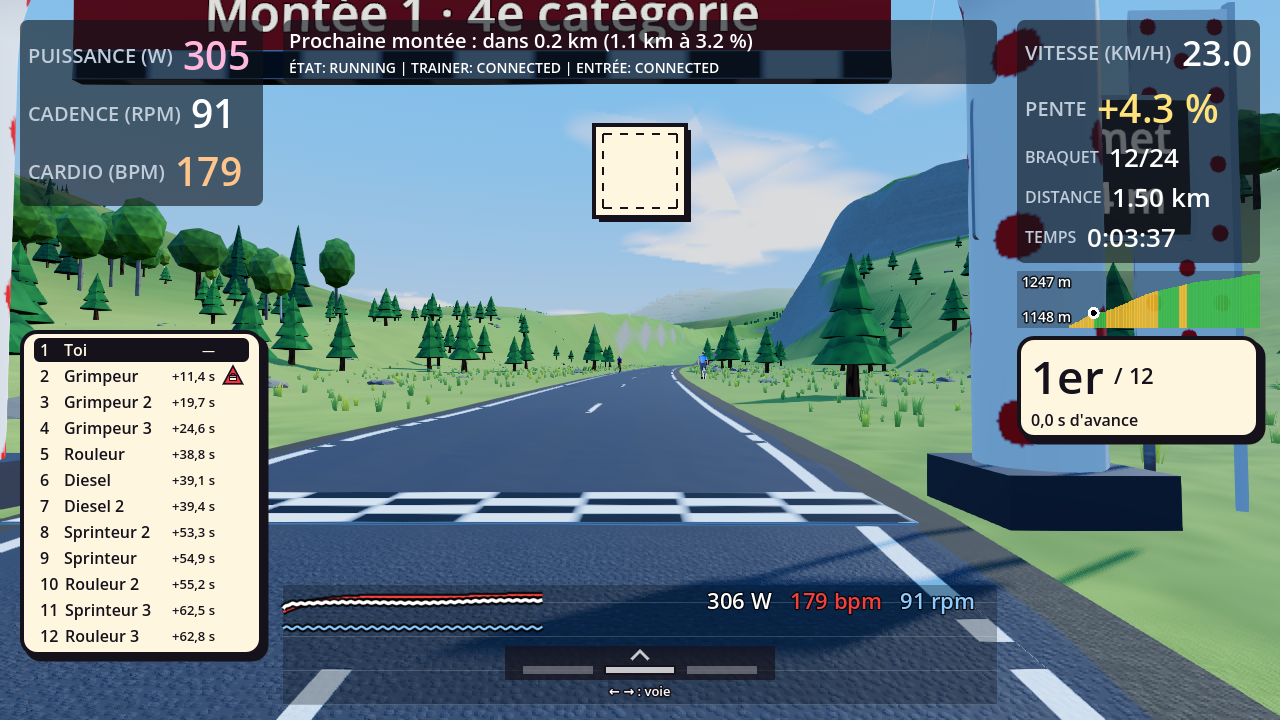 Montée 1 · 4e catégorie
PUISSANCE (W) 305
CADENCE (RPM) 91
CARDIO (BPM) 179
Prochaine montée : dans 0.2 km (1.1 km à 3.2 %)
ÉTAT: RUNNING | TRAINER: CONNECTED | ENTRÉE: CONNECTED
VITESSE (KM/H) 23.0
PENTE +4.3 %
BRAQUET 12/24
DISTANCE 1.50 km
TEMPS 0:03:37
1247 m
1148 m
1er / 12
0,0 s d'avance
1 Toi —
2 Grimpeur +11,4 s
3 Grimpeur 2 +19,7 s
4 Grimpeur 3 +24,6 s
5 Rouleur +38,8 s
6 Diesel +39,1 s
7 Diesel 2 +39,4 s
8 Sprinteur 2 +53,3 s
9 Sprinteur +54,9 s
10 Rouleur 2 +55,2 s
11 Sprinteur 3 +62,5 s
12 Rouleur 3 +62,8 s
306 W 179 bpm 91 rpm
← → : voie